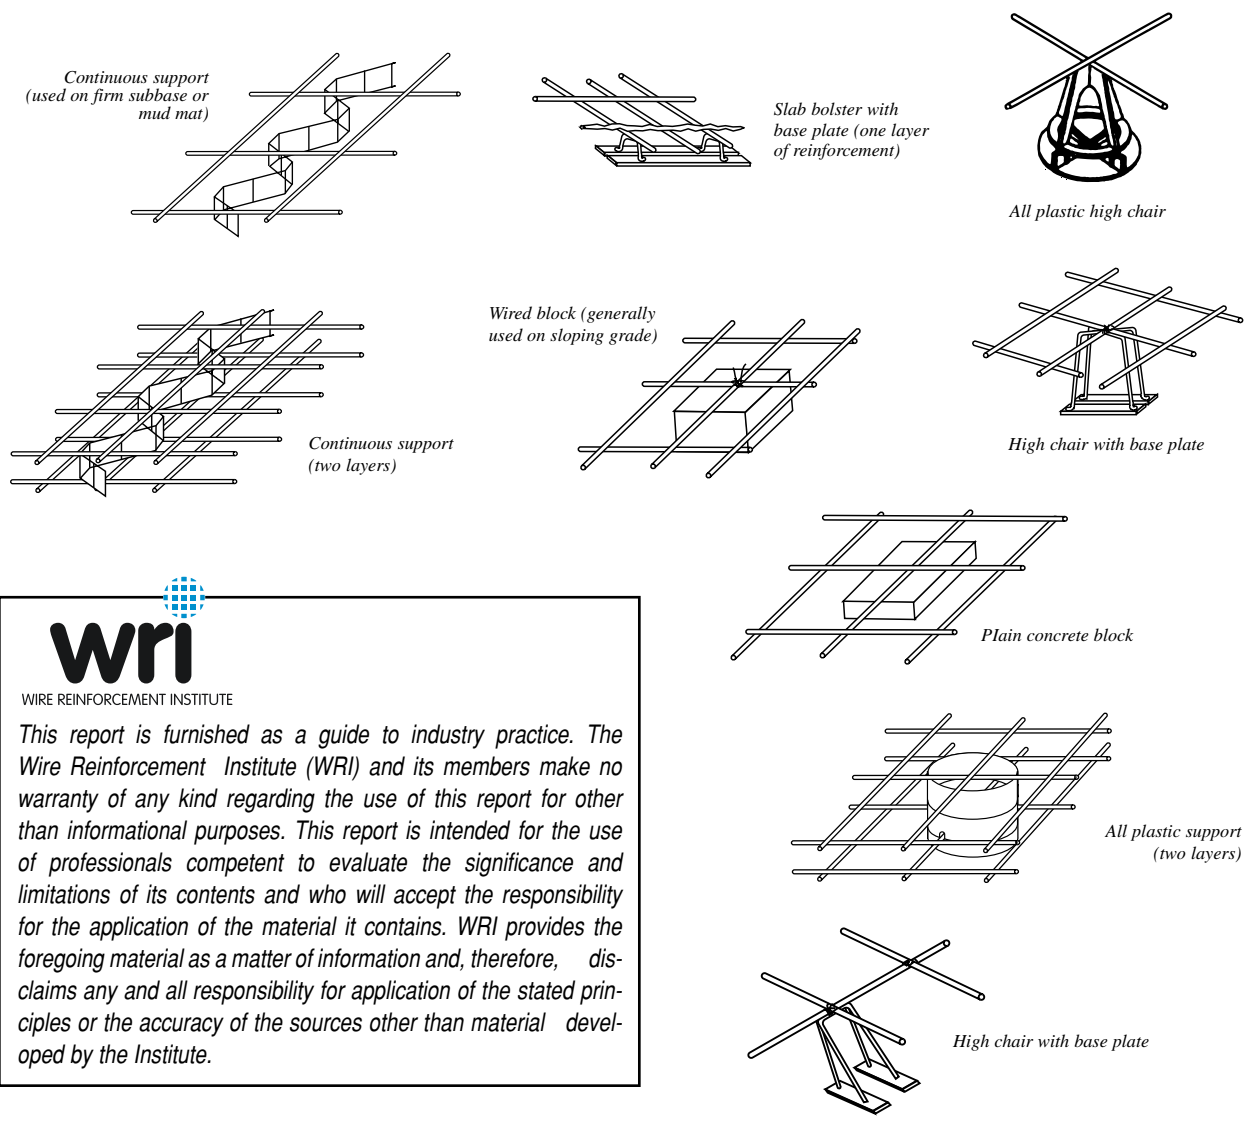 Continuous support
(used on firm subbase or
mud mat)
Slab bolster with
base plate (one layer
of reinforcement)
All plastic high chair
Wired block (generally
used on sloping grade)
Continuous support
(two layers)
High chair with base plate
PIain concrete block
wri
WIRE REINFORCEMENT INSTITUTE
This report is furnished as a guide to industry practice. The
Wire Reinforcement Institute (WRI) and its members make no
warranty of any kind regarding the use of this report for other
than informational purposes. This report is intended for the use
of professionals competent to evaluate the significance and
limitations of its contents and who will accept the responsibility
for the application of the material it contains. WRI provides the
foregoing material as a matter of information and, therefore, dis-
claims any and all responsibility for application of the stated prin-
ciples or the accuracy of the sources other than material devel-
oped by the Institute.
All plastic support
(two layers)
High chair with base plate